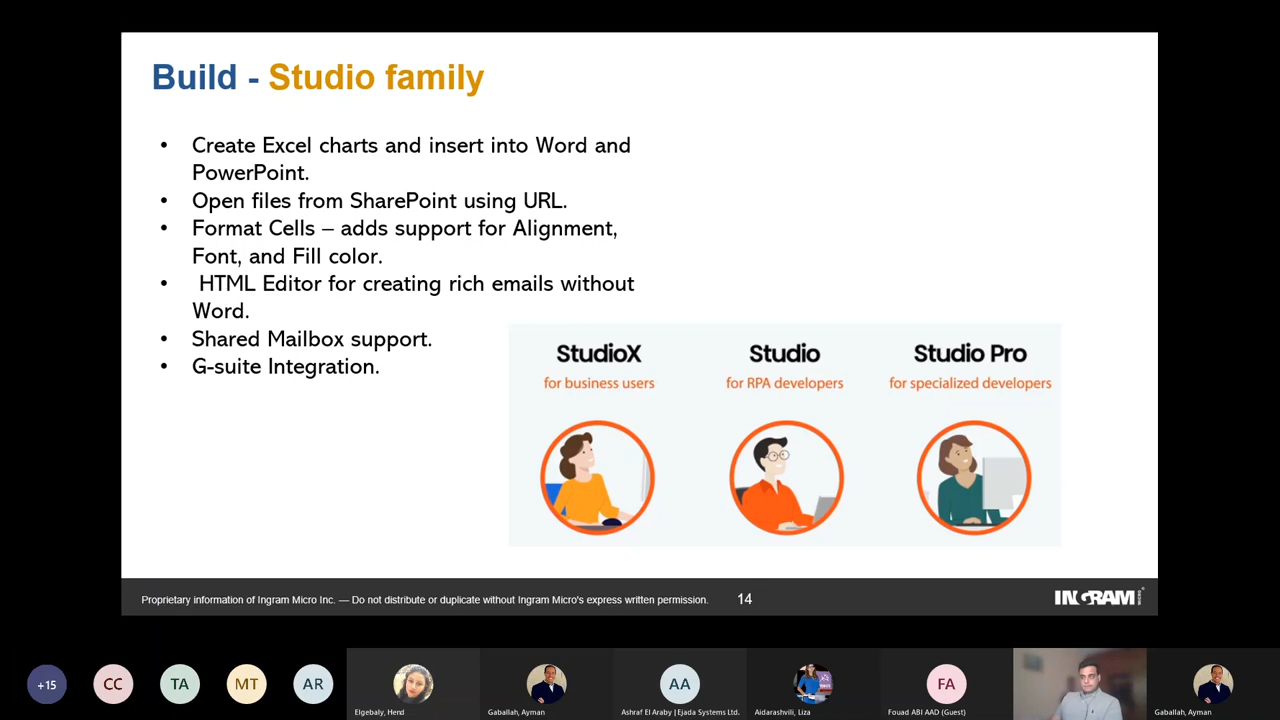 Build - Studio family
• Create Excel charts and insert into Word and
PowerPoint.
• Open files from SharePoint using URL.
• Format Cells – adds support for Alignment,
Font, and Fill color.
• HTML Editor for creating rich emails without
Word.
• Shared Mailbox support.
• G-suite Integration.
StudioX
for business users
Studio
for RPA developers
Studio Pro
for specialized developers
Proprietary information of Ingram Micro Inc. — Do not distribute or duplicate without Ingram Micro's express written permission.
14
INGRAM MICRO
+15
CC
TA
MT
AR
Elgebaly, Hend
Gaballah, Ayman
AA
Ashraf El Araby | Ejada Systems Ltd.
Aidarashvili, Liza
FA
Fouad ABI AAD (Guest)
Gaballah, Ayman